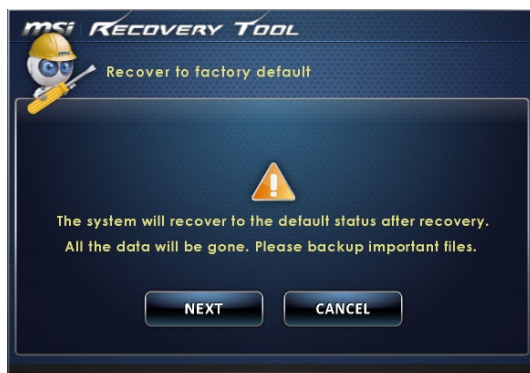 msi RECOVERY TOOL
Recover to factory default
The system will recover to the default status after recovery.
All the data will be gone. Please backup important files.
NEXT CANCEL